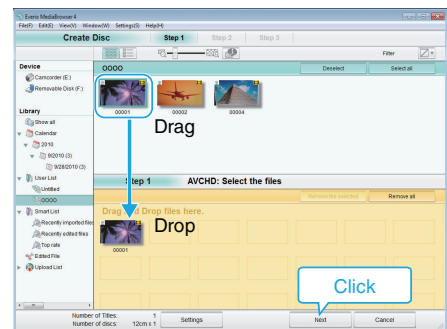 Everio MediaBrowser 4
File(F) Edit(E) View(V) Window(W) Settings(S) Help(H)
Create Disc Step 1 Step 2 Step 3
Filter
Device
Camcorder (E:)
Removable Disk (F:)
Library
Show all
Calendar
2010
9/2010 (3)
9/28/2010 (3)
User List
Untitled
OOOO
Smart List
Recently imported files
Recently edited files
Top rate
Edited File
Upload List
OOOO Deselect Select all
00001 00002 00004
Drag
Step 1 AVCHD: Select the files
Remove the selected Remove all
Drag and Drop files here.
Drop
00001
Click
Number of Titles: 1
Number of discs: 12cm x 1
Settings Next Cancel